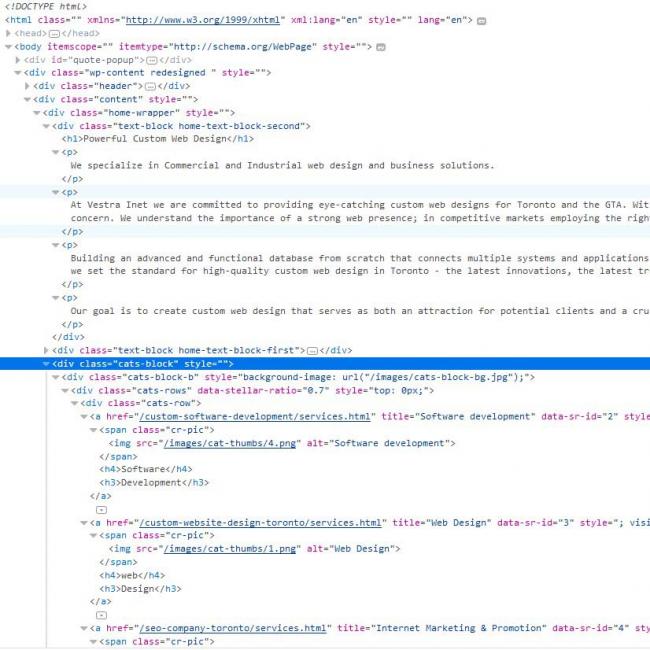 <!DOCTYPE html>
<html class="" xmlns="http://www.w3.org/1999/xhtml" xml:lang="en" style="" lang="en">
<head></head>
<body itemscope="" itemtype="http://schema.org/WebPage" style="">
<div id="quote-popup"></div>
<div class="wp-content redesigned " style="">
<div class="header"></div>
<div class="content" style="">
<div class="home-wrapper" style="">
<div class="text-block home-text-block-second">
<h1>Powerful Custom Web Design</h1>
<p>
We specialize in Commercial and Industrial web design and business solutions.
</p>
<p>
At Vestra Inet we are committed to providing eye-catching custom web designs for Toronto and the GTA. Wit
concern. We understand the importance of a strong web presence; in competitive markets employing the righ
</p>
<p>
Building an advanced and functional database from scratch that connects multiple systems and applications
we set the standard for high-quality custom web design in Toronto - the latest innovations, the latest tr
</p>
<p>
Our goal is to create custom web design that serves as both an attraction for potential clients and a cru
</p>
</div>
<div class="text-block home-text-block-first"></div>
<div class="cats-block" style="">
<div class="cats-block-b" style="background-image: url("/images/cats-block-bg.jpg");">
<div class="cats-rows" data-stellar-ratio="0.7" style="top: 0px;">
<div class="cats-row">
<a href="/custom-software-development/services.html" title="Software development" data-sr-id="2" style
<span class="cr-pic">
<img src="/images/cat-thumbs/4.png" alt="Software development">
</span>
<h4>Software</h4>
<h3>Development</h3>
</a>
<a href="/custom-website-design-toronto/services.html" title="Web Design" data-sr-id="3" style="; visi
<span class="cr-pic">
<img src="/images/cat-thumbs/1.png" alt="Web Design">
</span>
<h4>web</h4>
<h3>Design</h3>
</a>
<a href="/seo-company-toronto/services.html" title="Internet Marketing & Promotion" data-sr-id="4" sty
<span class="cr-pic">